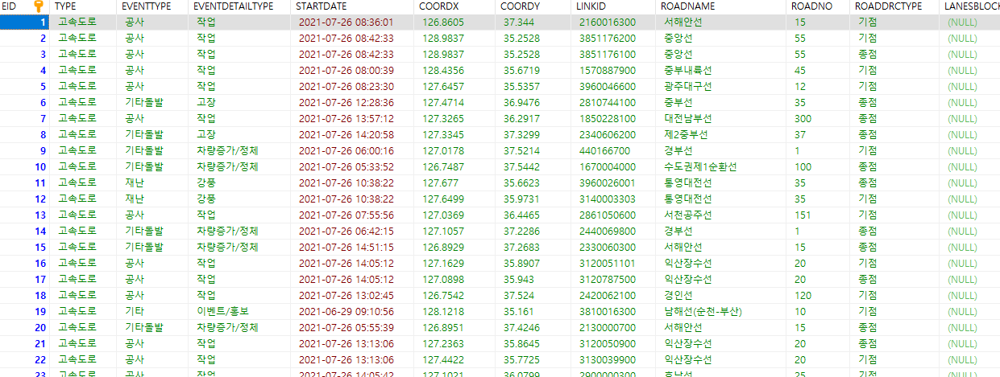 EID TYPE EVENTTYPE EVENTDETAILTYPE STARTDATE COORDX COORDY LINKID ROADNAME ROADNO ROADDRCTYPE LANESBLOCK
1 고속도로 공사 작업 2021-07-26 08:36:01 126.8605 37.344 2160016300 서해안선 15 기점 (NULL)
2 고속도로 공사 작업 2021-07-26 08:42:33 128.9837 35.2528 3851176200 중앙선 55 기점 (NULL)
3 고속도로 공사 작업 2021-07-26 08:42:33 128.9837 35.2528 3851176100 중앙선 55 종점 (NULL)
4 고속도로 공사 작업 2021-07-26 08:00:39 128.4356 35.6719 1570887900 중부내륙선 45 기점 (NULL)
5 고속도로 공사 작업 2021-07-26 08:23:30 127.6457 35.5357 3960046600 광주대구선 12 기점 (NULL)
6 고속도로 기타돌발 고장 2021-07-26 12:28:36 127.4714 36.9476 2810744100 중부선 35 종점 (NULL)
7 고속도로 공사 작업 2021-07-26 13:57:12 127.3265 36.2917 1850228100 대전남부선 300 종점 (NULL)
8 고속도로 기타돌발 고장 2021-07-26 14:20:58 127.3345 37.3299 2340606200 제2중부선 37 종점 (NULL)
9 고속도로 기타돌발 차량증가/정체 2021-07-26 06:00:16 127.0178 37.5214 440166700 경부선 1 기점 (NULL)
10 고속도로 기타돌발 차량증가/정체 2021-07-26 05:33:52 126.7487 37.5442 1670004000 수도권제1순환선 100 종점 (NULL)
11 고속도로 재난 강풍 2021-07-26 10:38:22 127.677 35.6623 3960026001 통영대전선 35 종점 (NULL)
12 고속도로 재난 강풍 2021-07-26 10:38:22 127.6499 35.9731 3140003303 통영대전선 35 기점 (NULL)
13 고속도로 공사 작업 2021-07-26 07:55:56 127.0369 36.4465 2861050600 서천공주선 151 기점 (NULL)
14 고속도로 기타돌발 차량증가/정체 2021-07-26 06:42:15 127.1057 37.2286 2440069800 경부선 1 종점 (NULL)
15 고속도로 기타돌발 차량증가/정체 2021-07-26 14:51:15 126.8929 37.2683 2330060300 서해안선 15 종점 (NULL)
16 고속도로 공사 작업 2021-07-26 14:05:12 127.1629 35.8907 3120051101 익산장수선 20 기점 (NULL)
17 고속도로 공사 작업 2021-07-26 14:05:12 127.0898 35.943 3120787500 익산장수선 20 종점 (NULL)
18 고속도로 공사 작업 2021-07-26 13:02:45 126.7542 37.524 2420062100 경인선 120 기점 (NULL)
19 고속도로 기타 이벤트/홍보 2021-06-29 09:10:56 128.1218 35.161 3810016300 남해선(순천-부산) 10 기점 (NULL)
20 고속도로 기타돌발 차량증가/정체 2021-07-26 05:55:39 126.8951 37.4246 2130000700 서해안선 15 종점 (NULL)
21 고속도로 공사 작업 2021-07-26 13:13:06 127.2363 35.8645 3120050900 익산장수선 20 종점 (NULL)
22 고속도로 공사 작업 2021-07-26 13:13:06 127.4422 35.7725 3130039900 익산장수선 20 기점 (NULL)
23 고속도로 공사 작업 2021-07-26 14:05:42 127.1021 36.0799 2900000300 호남선 25 기점 (NULL)